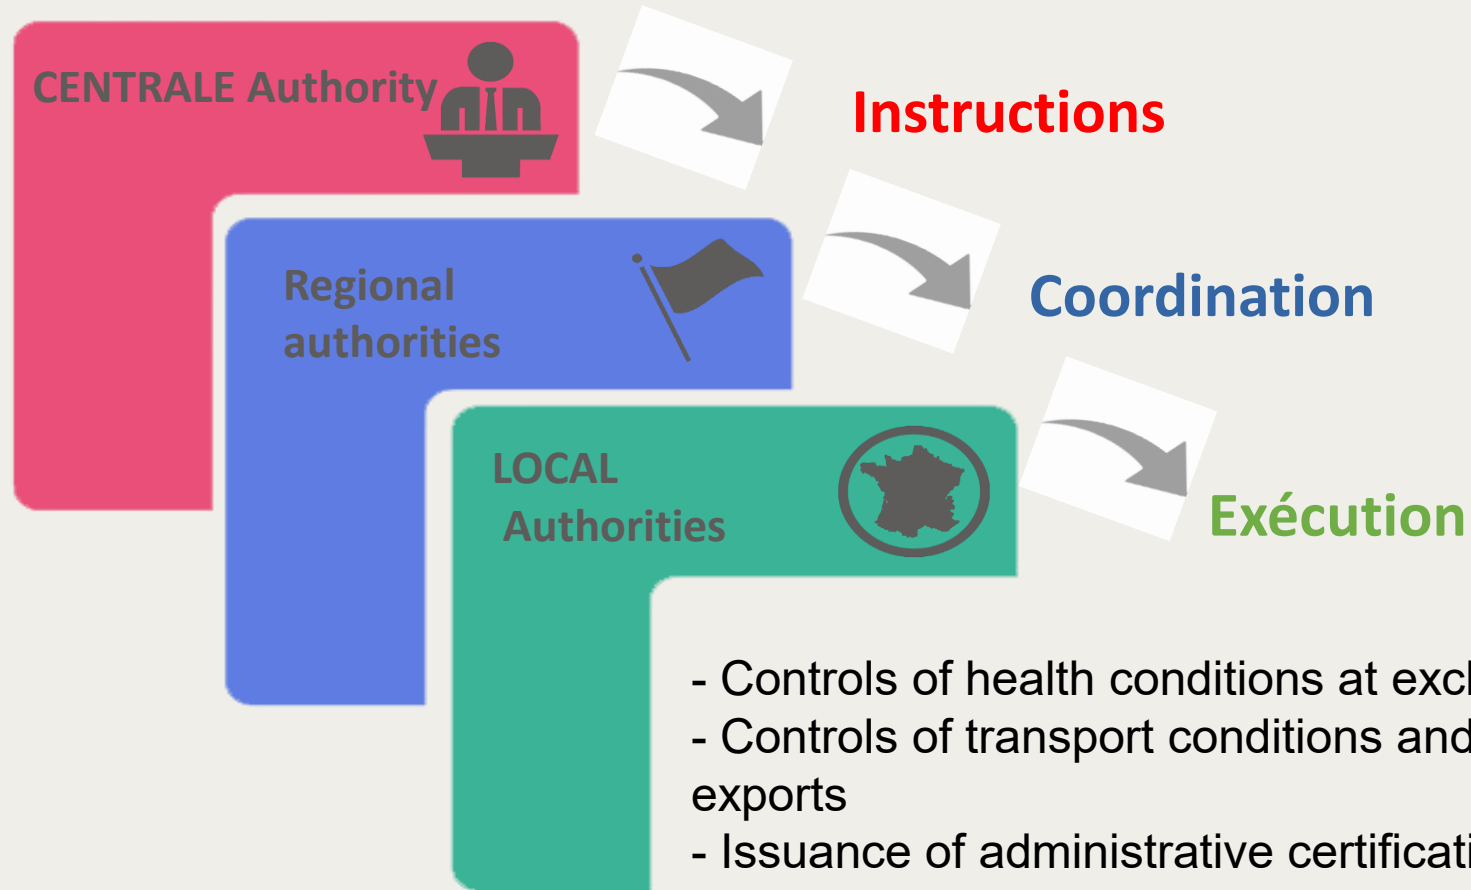 CENTRALE Authority
Instructions
Regional
authorities
Coordination
LOCAL
Authorities
Exécution
- Controls of health conditions at
- Controls of transport conditions and
exports
- Issuance of administrative